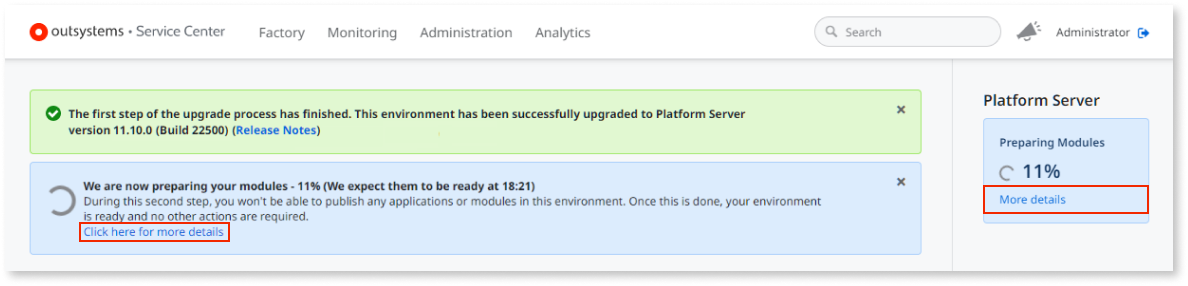 outsystems • Service Center
Factory
Monitoring
Administration
Analytics
Search
Administrator
The first step of the upgrade process has finished. This environment has been successfully upgraded to Platform Server
version 11.10.0 (Build 22500) (Release Notes)
We are now preparing your modules - 11% (We expect them to be ready at 18:21)
During this second step, you won't be able to publish any applications or modules in this environment. Once this is done, your environment
is ready and no other actions are required.
Click here for more details
Platform Server
Preparing Modules
11%
More details